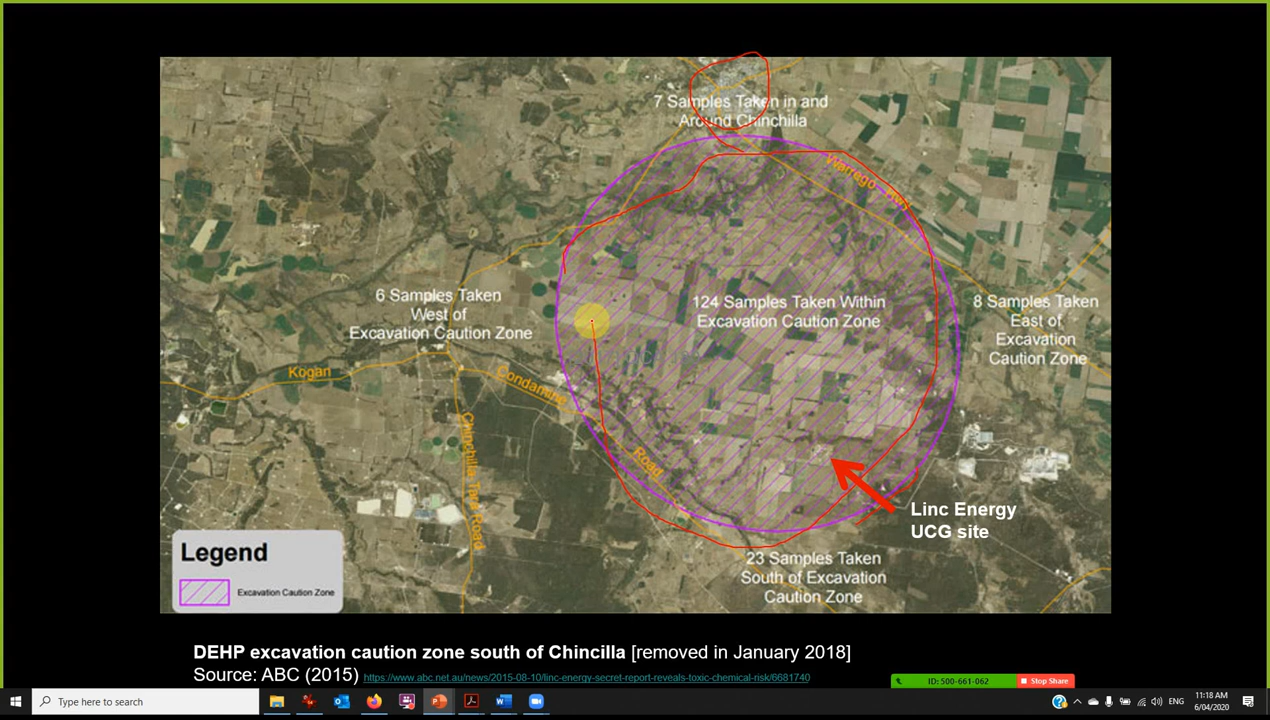 7 Samples Taken in and
Around Chinchilla
Warrego Hwy
6 Samples Taken
West of
Excavation Caution Zone
124 Samples Taken Within
Excavation Caution Zone
8 Samples Taken
East of
Excavation
Caution Zone
Kogan
Condamine
Road
Chinchilla Tara Road
Linc Energy
UCG site
23 Samples Taken
South of Excavation
Caution Zone
Legend
Excavation Caution Zone
DEHP excavation caution zone south of Chincilla [removed in January 2018]
Source: ABC (2015) https://www.abc.net.au/news/2015-08-10/linc-energy-secret-report-reveals-toxic-chemical-risk/6681740
ID: 500-661-062
Stop Share
Type here to search
ENG
11:18 AM
6/04/2020